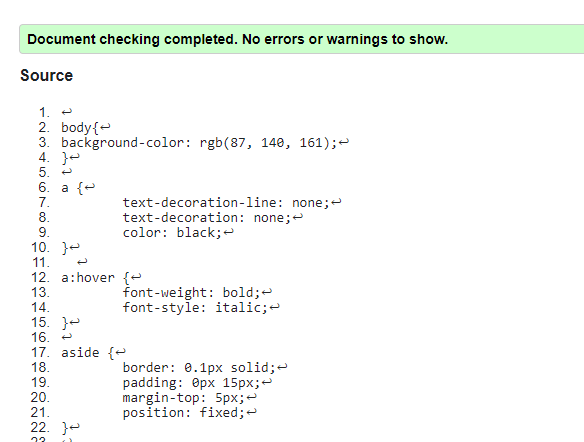 Document checking completed. No errors or warnings to show.
Source
1. ↩
2. body{↩
3. background-color: rgb(87, 140, 161);↩
4. }↩
5. ↩
6. a {↩
7. text-decoration-line: none;↩
8. text-decoration: none;↩
9. color: black;↩
10. }↩
11. ↩
12. a:hover {↩
13. font-weight: bold;↩
14. font-style: italic;↩
15. }↩
16. ↩
17. aside {↩
18. border: 0.1px solid;↩
19. padding: 0px 15px;↩
20. margin-top: 5px;↩
21. position: fixed;↩
22. }↩
23. ↩